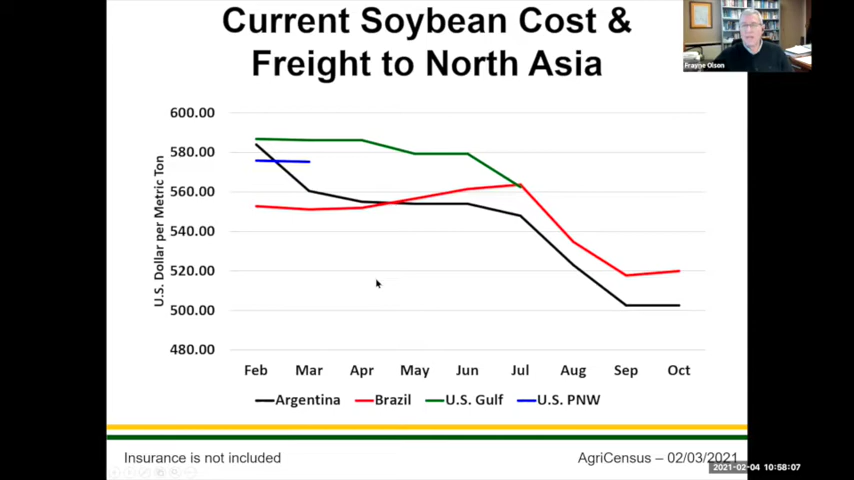 Current Soybean Cost &
Freight to North Asia
Frayne Olson
600.00
580.00
560.00
540.00
520.00
500.00
480.00
U.S. Dollar per Metric Ton
Feb Mar Apr May Jun Jul Aug Sep Oct
Argentina Brazil U.S. Gulf U.S. PNW
Insurance is not included
AgriCensus – 02/03/2021
2021-02-04 10:58:07